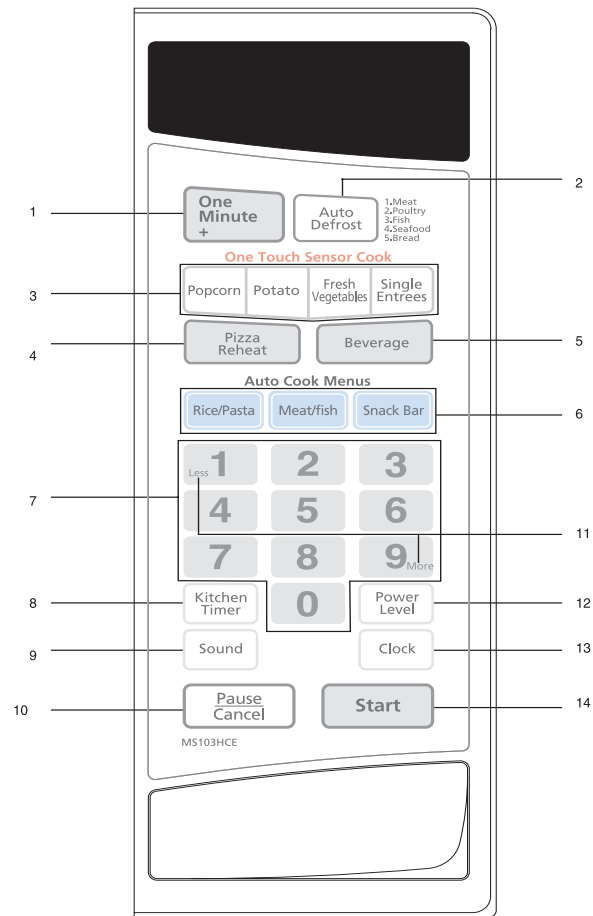 One
Minute
+
Auto
Defrost
1.Meat
2.Poultry
3.Fish
4.Seafood
5.Bread
1
2
One Touch Sensor Cook
Popcorn
Potato
Fresh
Vegetables
Single
Entrees
3
Pizza
Reheat
Beverage
4
5
Auto Cook Menus
Rice/Pasta
Meat/fish
Snack Bar
6
Less
1
2
3
7
4
5
6
11
7
8
9
More
Kitchen
Timer
0
Power
Level
8
12
Sound
Clock
9
13
Pause
Cancel
Start
10
14
MS103HCE